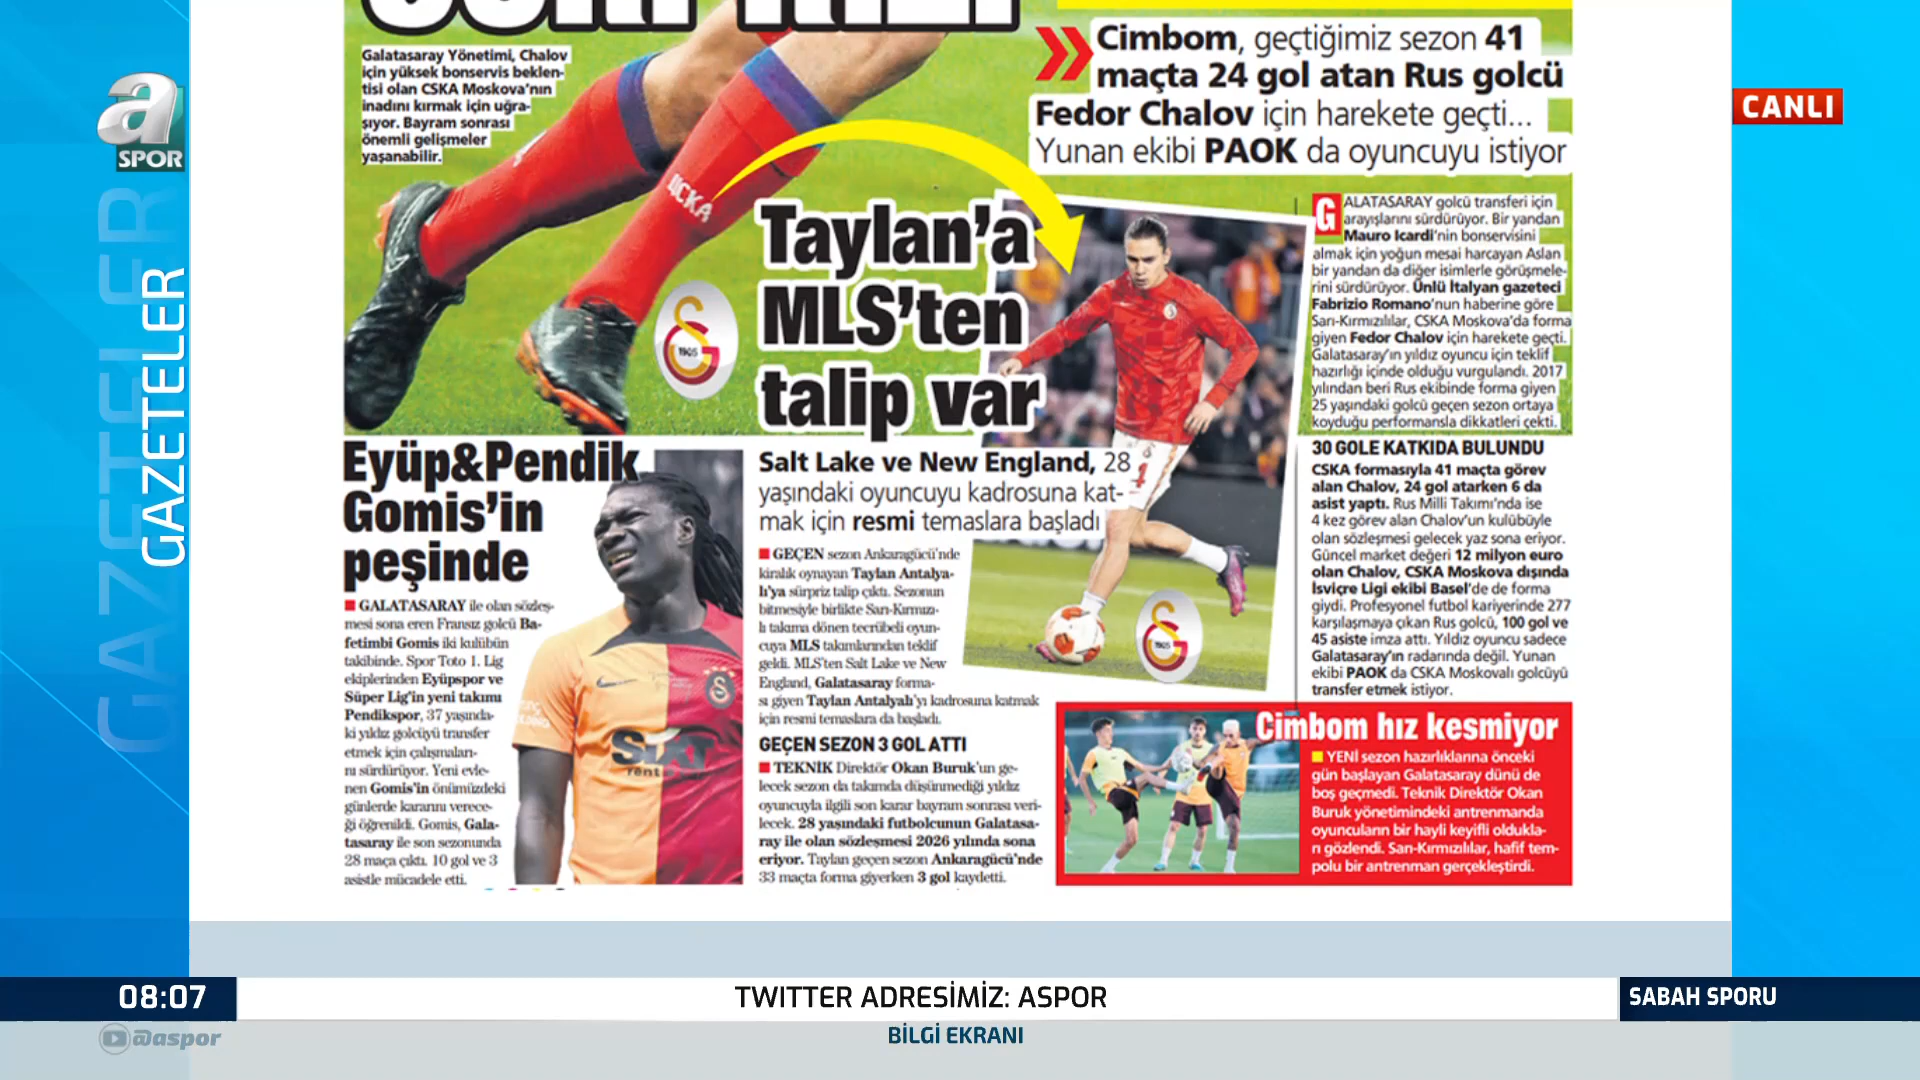 a
SPOR
GAZETELER
GAZETELER
CANLI
Galatasaray Yönetimi, Chalov
için yüksek bonservis beklen-
tisi olan CSKA Moskova'nın
inadını kırmak için uğra-
şıyor. Bayram sonrası
önemli gelişmeler
yaşanabilir.
Cimbom, geçtiğimiz sezon 41
maçta 24 gol atan Rus golcü
Fedor Chalov için harekete geçti...
Yunan ekibi PAOK da oyuncuyu istiyor
ЦСКА
GALATASARAY golcü transferi için
arayışlarını sürdürüyor. Bir yandan
Mauro Icardi'nin bonservisini
almak için yoğun mesai harcayan Aslan
bir yandan da diğer isimlerle görüşmele-
rini sürdürüyor. Ünlü İtalyan gazeteci
Fabrizio Romano'nun haberine göre
Sarı-Kırmızılılar, CSKA Moskova'da forma
giyen Fedor Chalov için harekete geçti.
Galatasaray'ın yıldız oyuncu için teklif
hazırlığı içinde olduğu vurgulandı. 2017
yılından beri Rus ekibinde forma giyen
25 yaşındaki golcü geçen sezon ortaya
koyduğu performansla dikkatleri çekti.
30 GOLE KATKIDA BULUNDU
CSKA formasıyla 41 maçta görev
alan Chalov, 24 gol atarken 6 da
asist yaptı. Rus Milli Takımı'nda ise
4 kez görev alan Chalov'un kulübüyle
olan sözleşmesi gelecek yaz sona eriyor.
Güncel market değeri 12 milyon euro
olan Chalov, CSKA Moskova dışında
İsviçre Ligi ekibi Basel'de de forma
giydi. Profesyonel futbol kariyerinde 277
karşılaşmaya çıkan Rus golcü, 100 gol ve
45 asiste imza attı. Yıldız oyuncu sadece
Galatasaray'ın radarında değil. Yunan
ekibi PAOK da CSKA Moskovalı golcüyü
transfer etmek istiyor.
Taylan'a
MLS'ten
talip var
1905
Salt Lake ve New England, 28
yaşındaki oyuncuyu kadrosuna kat-
mak için resmi temaslara başladı
GEÇEN sezon Ankaragücü'nde
kiralık oynayan Taylan Antalya-
lı'ya sürpriz talip çıktı. Sezonun
bitmesiyle birlikte Sarı-Kırmızı-
lı takıma dönen tecrübeli oyun-
cuya MLS takımlarından teklif
geldi. MLS'ten Salt Lake ve New
England, Galatasaray forma-
sı giyen Taylan Antalyalı'yı kadrosuna katmak
için resmi temaslara da başladı.
GEÇEN SEZON 3 GOL ATTI
TEKNİK Direktör Okan Buruk'un ge-
lecek sezon da takımda düşünmediği yıldız
oyuncuyla ilgili son karar bayram sonrası veri-
lecek. 28 yaşındaki futbolcunun Galatasa-
ray ile olan sözleşmesi 2026 yılında sona
eriyor. Taylan geçen sezon Ankaragücü'nde
33 maçta forma giyerken 3 gol kaydetti.
4
1905
Eyüp&Pendik
Gomis'in
peşinde
GALATASARAY ile olan sözleş-
mesi sona eren Fransız golcü Ba-
fetimbi Gomis iki kulübün
takibinde. Spor Toto 1. Lig
ekiplerinden Eyüpspor ve
Süper Lig'in yeni takımı
Pendikspor, 37 yaşında-
ki yıldız golcüyü transfer
etmek için çalışmaları-
nı sürdürüyor. Yeni evle-
nen Gomis'in önümüzdeki
günlerde kararını verece-
ği öğrenildi. Gomis, Gala-
tasaray ile son sezonunda
28 maça çıktı. 10 gol ve 3
asistle mücadele etti.
SIXT
rent
Cimbom hız kesmiyor
YENİ sezon hazırlıklarına önceki
gün başlayan Galatasaray dünü de
boş geçmedi. Teknik Direktör Okan
Buruk yönetimindeki antrenmanda
oyuncuların bir hayli keyifli oldukla-
rı gözlendi. Sarı-Kırmızılılar, hafif tem-
polu bir antrenman gerçekleştirdi.
08:07
TWITTER ADRESİMİZ: ASPOR
SABAH SPORU
@aspor
BİLGİ EKRANI